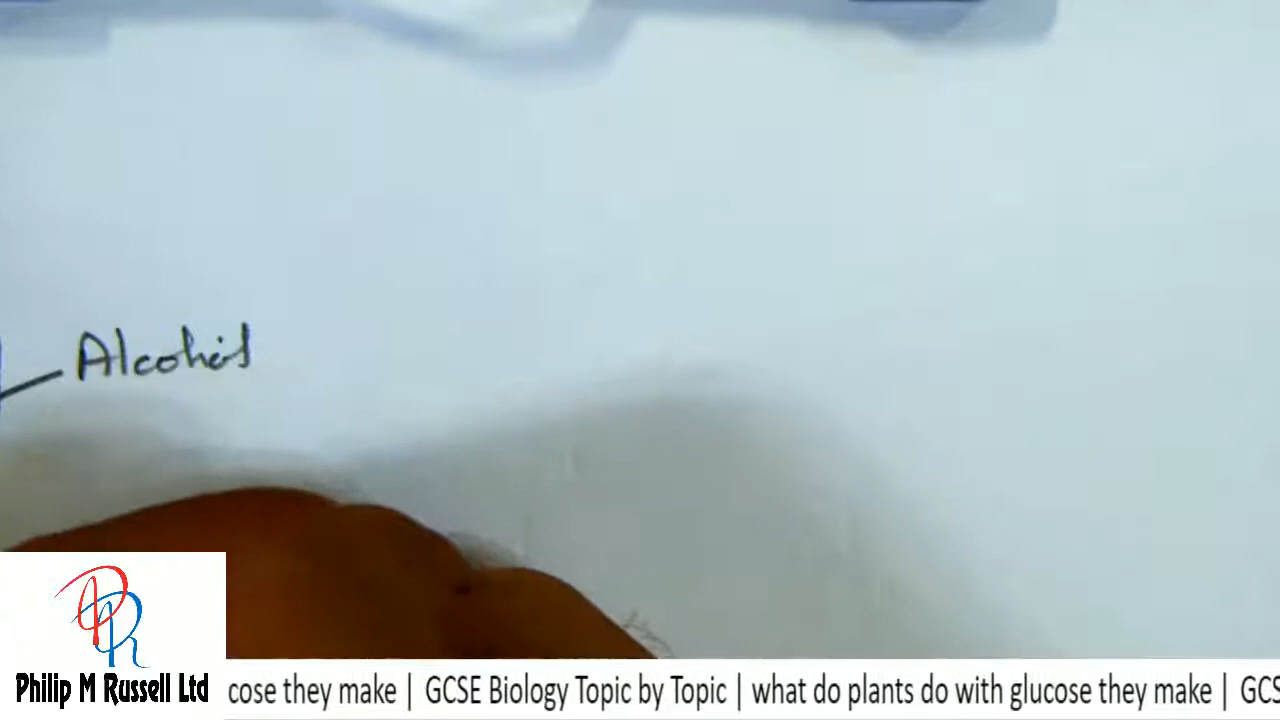 Alcohol
Philip M Russell Ltd
cose they make | GCSE Biology Topic by Topic | what do plants do with glucose they make | GCS